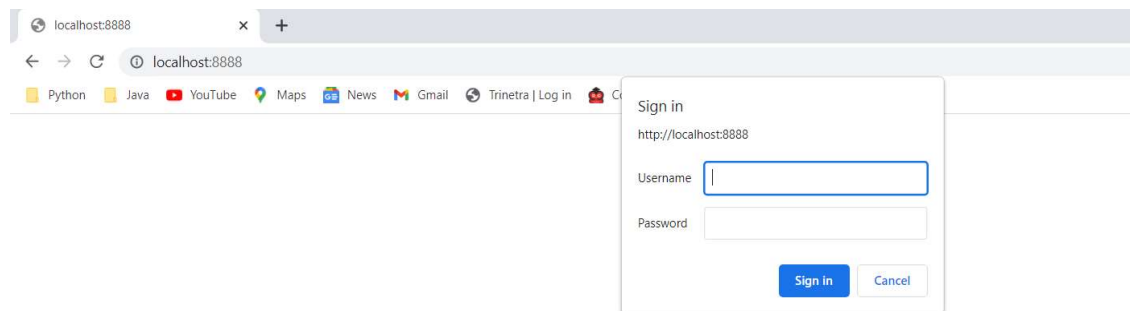 localhost:8888
localhost:8888
Python Java YouTube Maps GE News Gmail Trinetra | Log in
Sign in
http://localhost:8888
Username
Password
Sign in Cancel